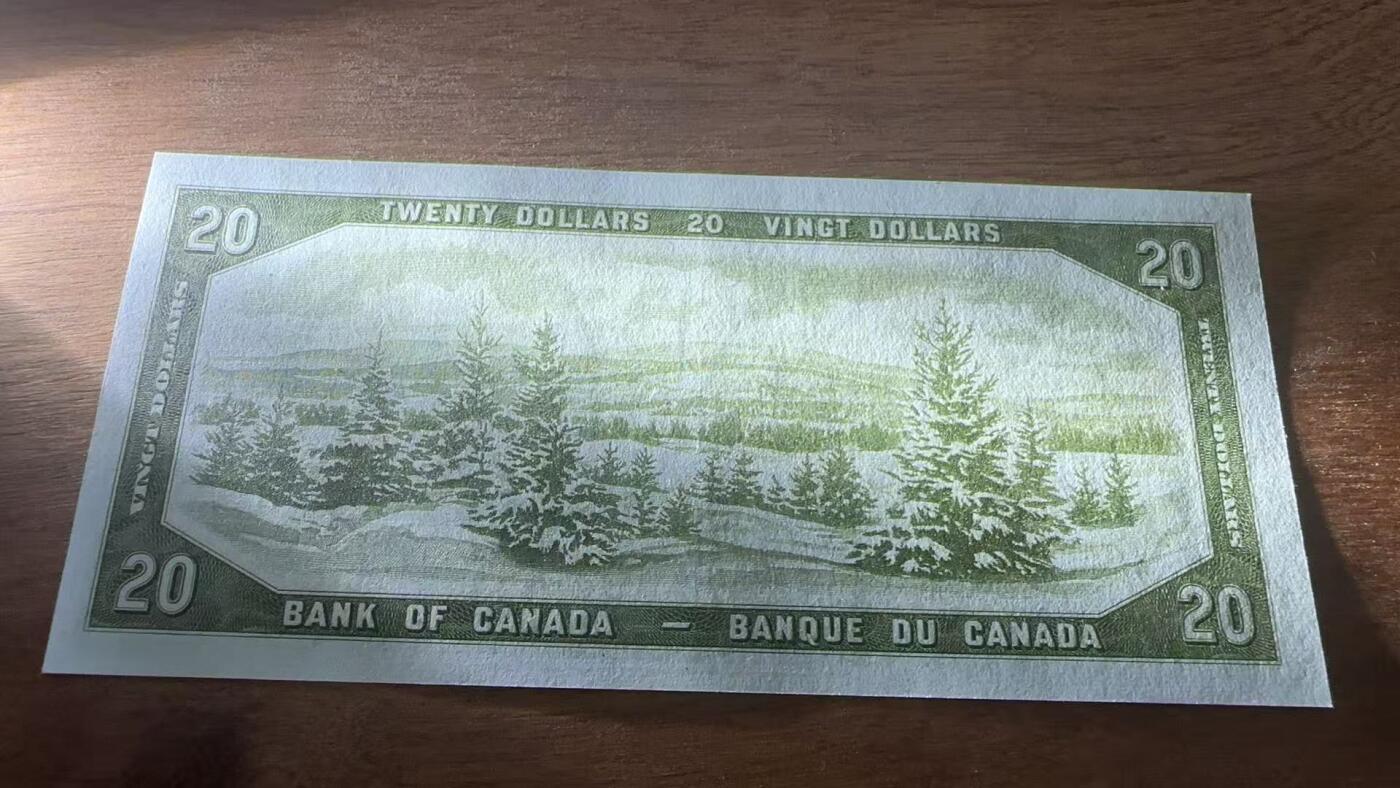 TWENTY DOLLARS 20 VINGT DOLLARS
20
20
VINGT DOLLARS
TWENTY DOLLARS
20
20
BANK OF CANADA — BANQUE DU CANADA